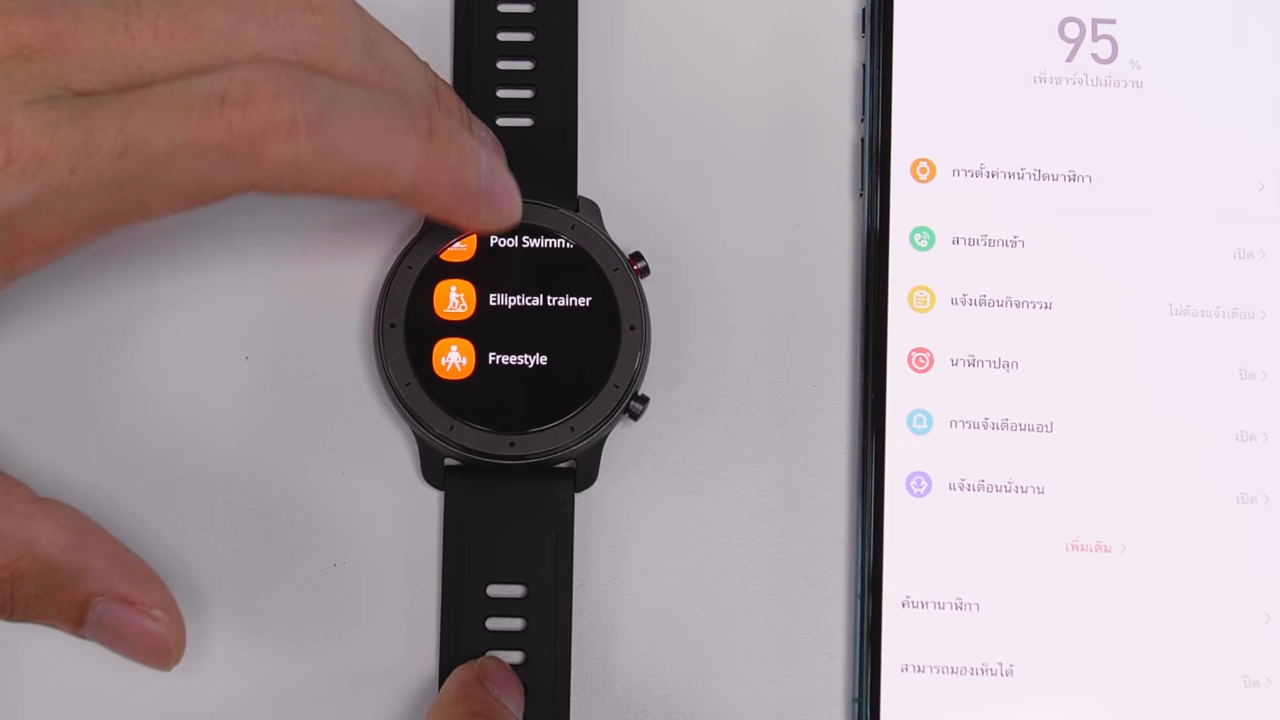 Pool Swimm.
Elliptical trainer
Freestyle
95 %
เพิ่งชาร์จไปเมื่อวาน
การตั้งค่าหน้าปัดนาฬิกา
สายเรียกเข้า เปิด
แจ้งเตือนกิจกรรม ไม่ต้องแจ้งเตือน
นาฬิกาปลุก ปิด
การแจ้งเตือนแอป เปิด
แจ้งเตือนนั่งนาน เปิด
เพิ่มเติม
ค้นหานาฬิกา
สามารถมองเห็นได้ ปิด